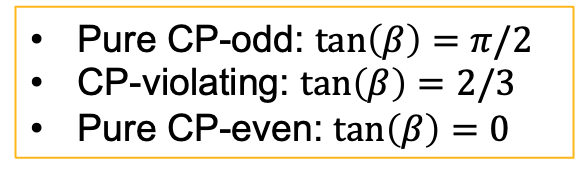 • Pure CP-odd: tan(β) = π/2
• CP-violating: tan(β) = 2/3
• Pure CP-even: tan(β) = 0